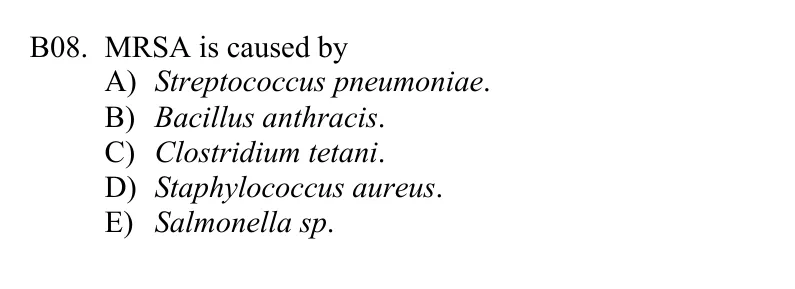 B08. MRSA is caused by
A) Streptococcus pneumoniae.
B) Bacillus anthracis.
C) Clostridium tetani.
D) Staphylococcus aureus.
E) Salmonella sp.